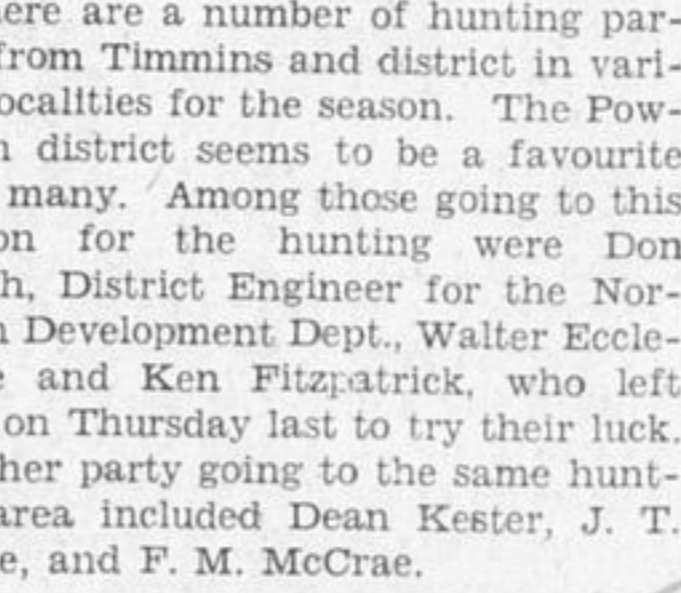 ere are a number of hunting par-
from Timmins and district in vari-
ocalities for the season. The Pow-
district seems to be a favourite
many. Among those going to this
on for the hunting were Don
h, District Engineer for the Nor-
Development Dept., Walter Eccle-
e and Ken Fitzpatrick, who left
on Thursday last to try their luck.
her party going to the same hunt-
area included Dean Kester, J. T.
e, and F. M. McCrae.